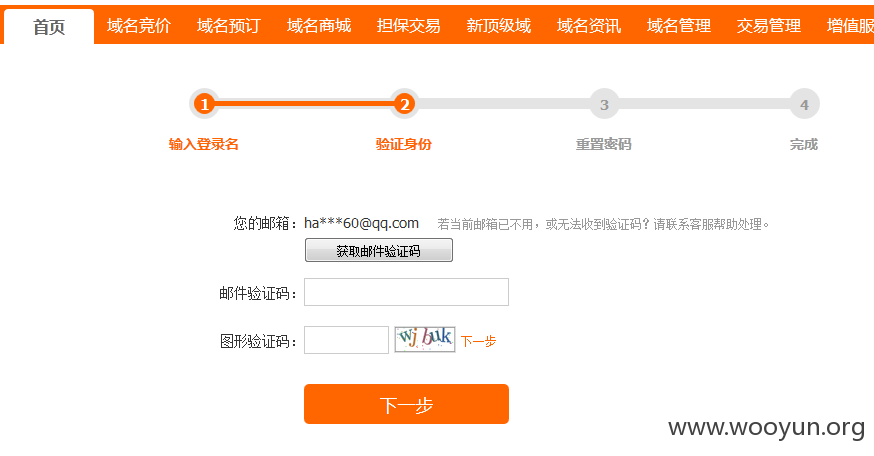 首页 域名竞价 域名预订 域名商城 担保交易 新顶级域 域名资讯 域名管理 交易管理 增值服
1 2 3 4
输入登录名 验证身份 重置密码 完成
您的邮箱: ha***60@qq.com 若当前邮箱已不用，或无法收到验证码？请联系客服帮助处理。
获取邮件验证码
邮件验证码:
图形验证码: wjbuk 下一步
下一步
www.wooyun.org